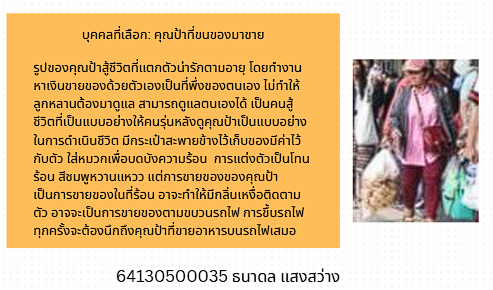 บุคคลที่เลือก: คุณป้าที่ขนของมาขาย
รูปของคุณป้าสู้ชีวิตที่แตกตัวน่ารักตามอายุ โดยทำงาน
หาเงินขายของด้วยตัวเองเป็นที่พึ่งของตนเอง ไม่ทำให้
ลูกหลานต้องมาดูแล สามารถดูแลตนเองได้ เป็นคนสู้
ชีวิตที่เป็นแบบอย่างให้คนรุ่นหลังดูคุณป้าเป็นแบบอย่าง
ในการดำเนินชีวิต มีกระเป๋าสะพายข้างไว้เก็บของมีค่าไว้
กับตัว ใส่หมวกเพื่อบดบังความร้อน การแต่งตัวเป็นโทน
ร้อน สีชมพูหวานแหวว แต่การขายของของคุณป้า
เป็นการขายของในที่ร้อน อาจะทำให้มีกลิ่นเหงื่อติดตาม
ตัว อาจจะเป็นการขายของตามขบวนรถไฟ การขึ้นรถไฟ
ทุกครั้งจะต้องนึกถึงคุณป้าที่ขายอาหารบนรถไฟเสมอ
64130500035 ธนาดล แสงสว่าง